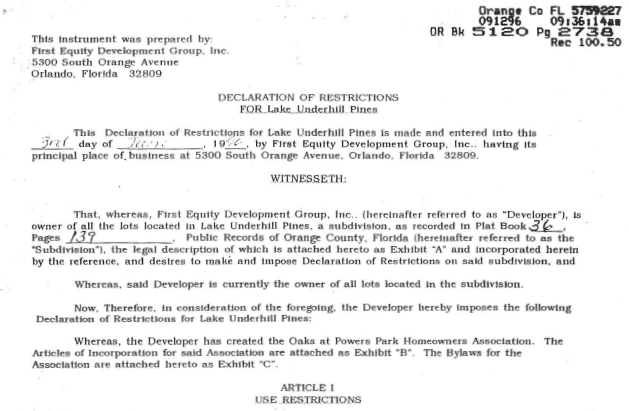 Orange Co FL 5759227
091296 09:36:14am
OR Bk 5120 Pg 2738
Rec 100.50
This instrument was prepared by:
First Equity Development Group, Inc.
5300 South Orange Avenue
Orlando, Florida 32809
DECLARATION OF RESTRICTIONS
FOR Lake Underhill Pines
This Declaration of Restrictions for Lake Underhill Pines is made and entered into this
day of , 1996, by First Equity Development Group, Inc.. having its
principal place of business at 5300 South Orange Avenue, Orlando, Florida 32809.
WITNESSETH:
That, whereas, First Equity Development Group, Inc.. (hereinafter referred to as "Developer"), is
owner of all the lots located in Lake Underhill Pines, a subdivision, as recorded in Plat Book 36,
Pages 139, Public Records of Orange County, Florida (hereinafter referred to as the
"Subdivision"), the legal description of which is attached hereto as Exhibit "A" and incorporated herein
by the reference, and desires to make and impose Declaration of Restrictions on said subdivision, and
Whereas, said Developer is currently the owner of all lots located in the subdivision.
Now, Therefore, in consideration of the foregoing, the Developer hereby imposes the following
Declaration of Restrictions for Lake Underhill Pines:
Whereas, the Developer has created the Oaks at Powers Park Homeowners Association. The
Articles of Incorporation for said Association are attached as Exhibit "B". The Bylaws for the
Association are attached hereto as Exhibit "C".
ARTICLE I
USE RESTRICTIONS